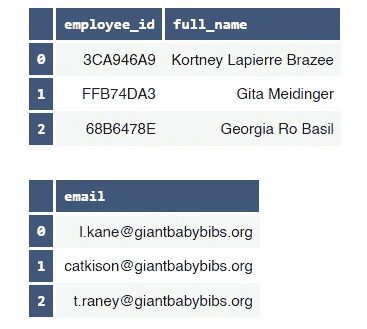 employee_id full_name
0 3CA946A9 Kortney Lapierre Brazee
1 FFB74DA3 Gita Meidinger
2 68B6478E Georgia Ro Basil
email
0 l.kane@giantbabybibs.org
1 catkison@giantbabybibs.org
2 t.raney@giantbabybibs.org